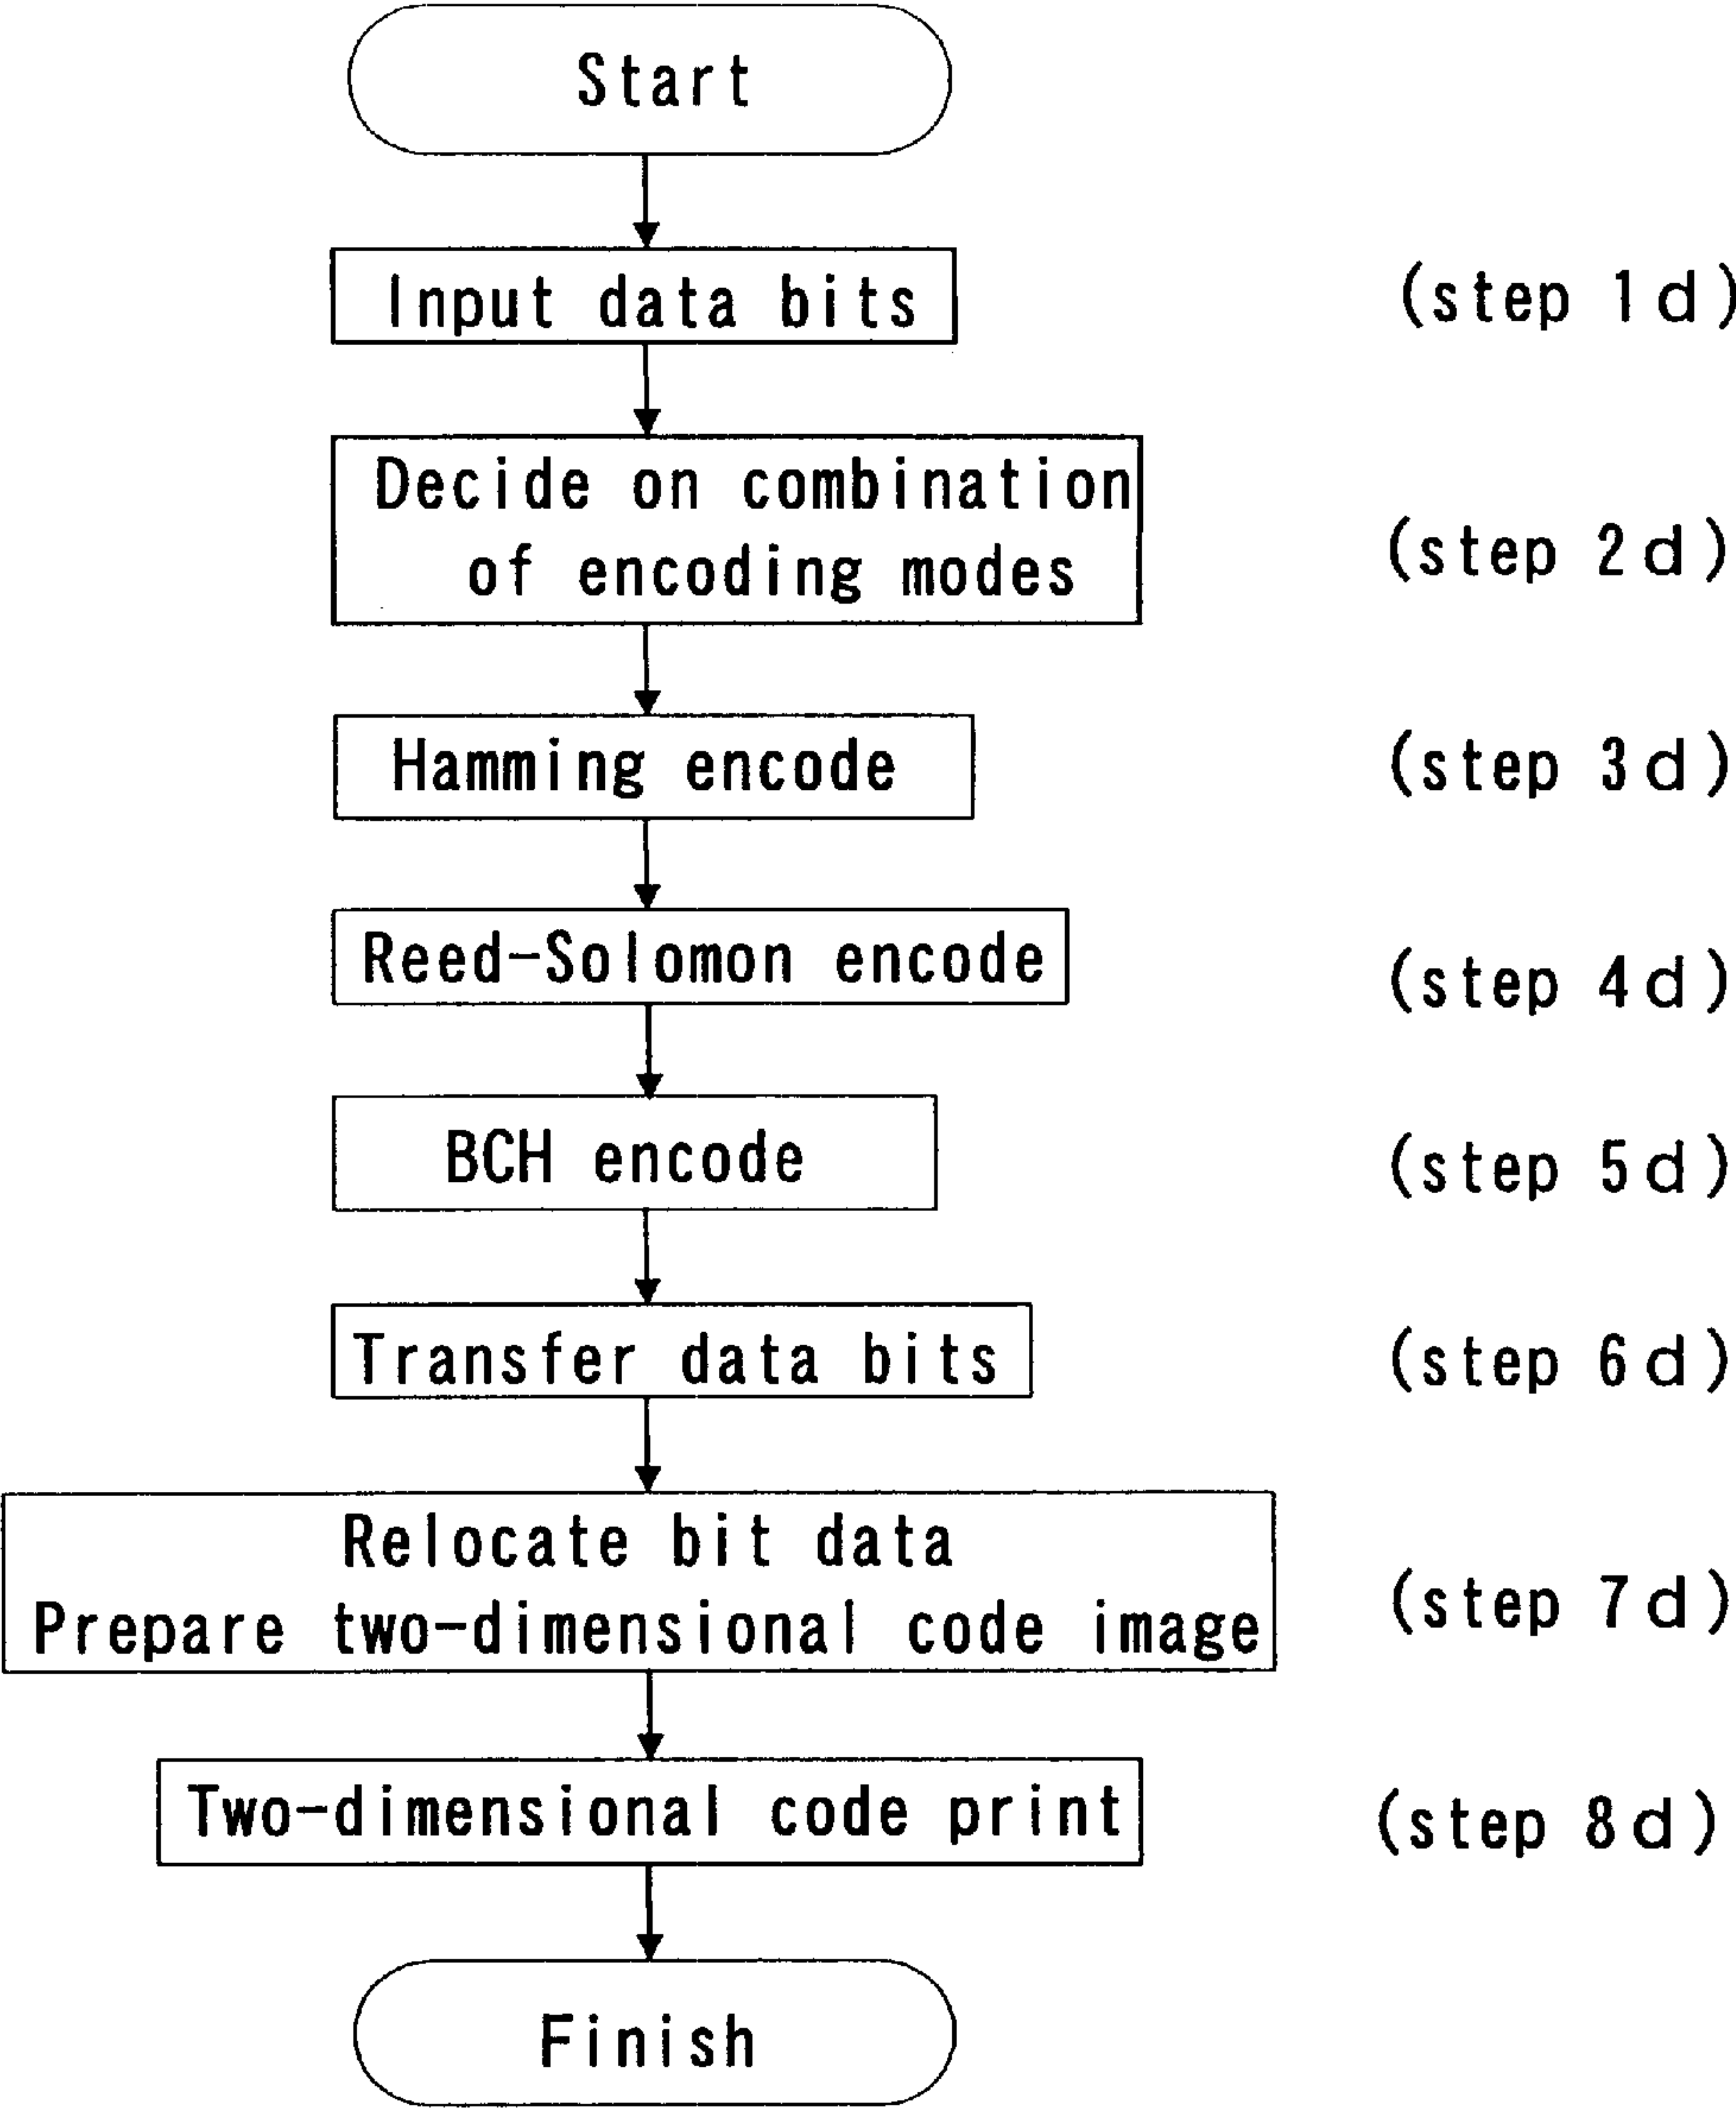 Start
Input data bits (step 1d)
Decide on combination
of encoding modes (step 2d)
Hamming encode (step 3d)
Reed-Solomon encode (step 4d)
BCH encode (step 5d)
Transfer data bits (step 6d)
Relocate bit data
Prepare two-dimensional code image (step 7d)
Two-dimensional code print (step 8d)
Finish